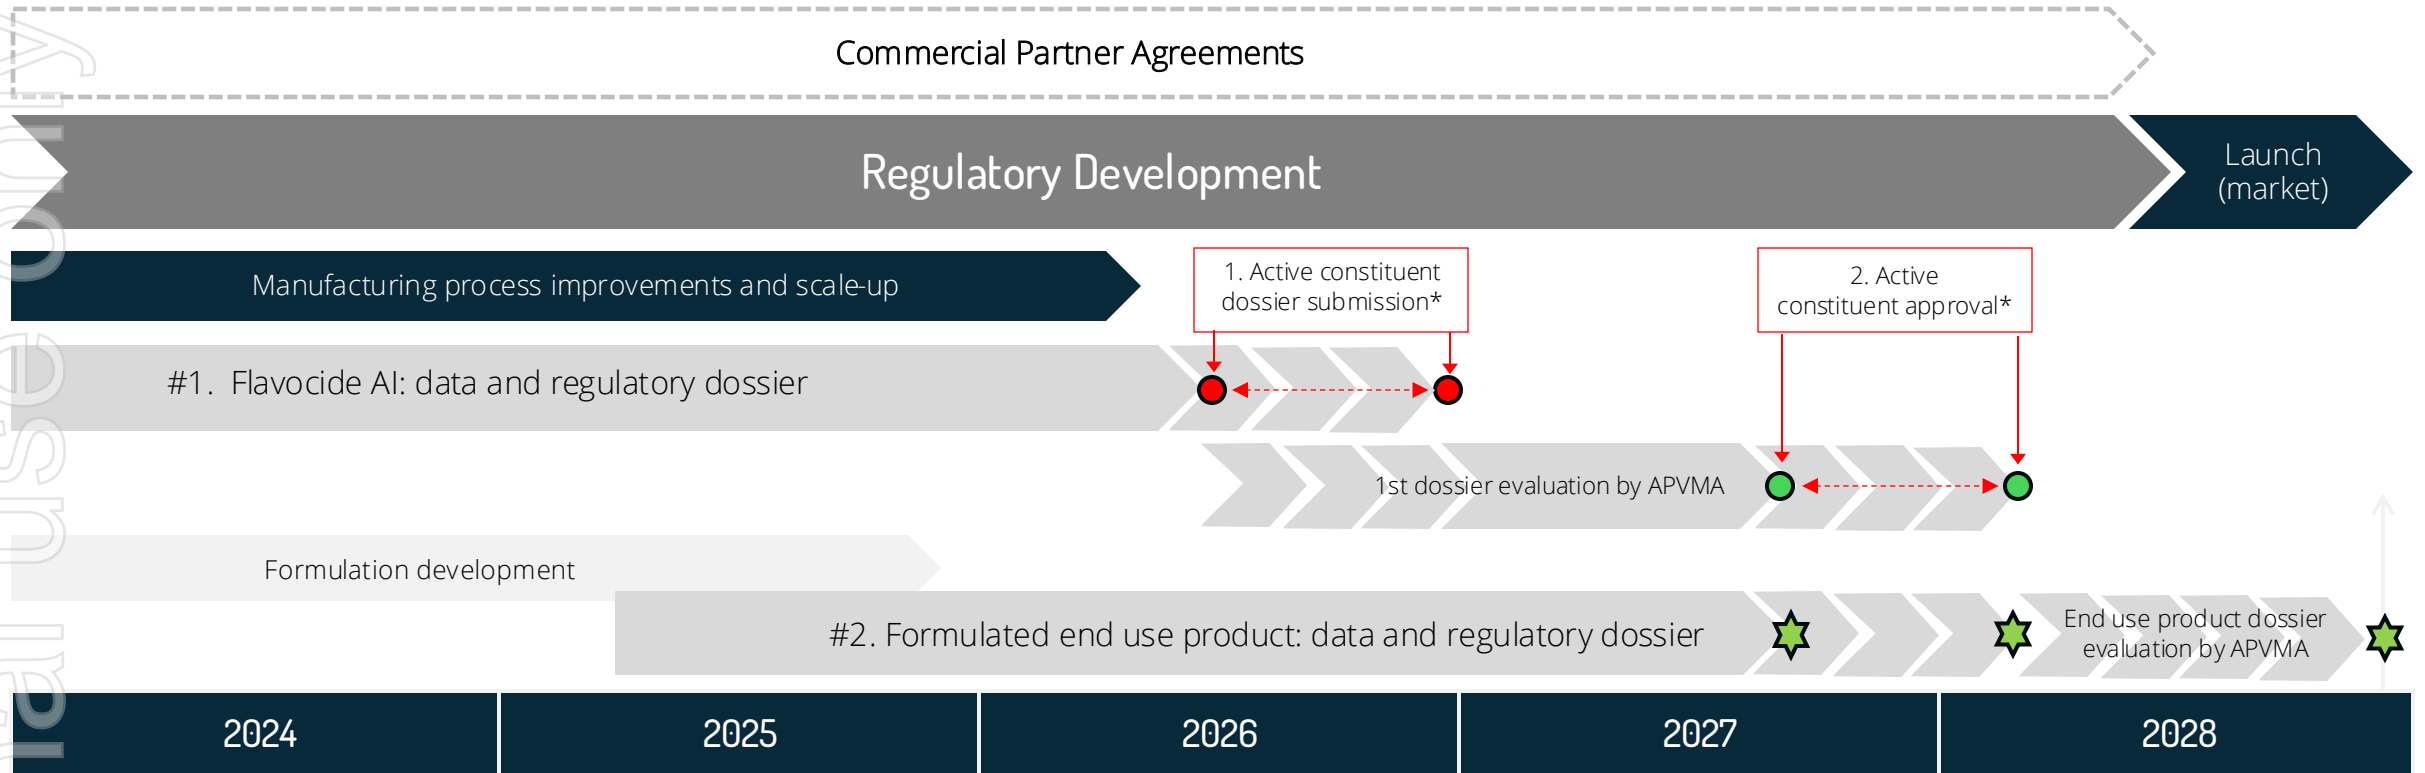 Commercial Partner Agreements
Regulatory Development
Launch
(market)
Manufacturing process improvements and scale-up
1. Active constituent
dossier submission*
2. Active
constituent approval*
#1. Flavocide AI: data and regulatory dossier
1st dossier evaluation by APVMA
Formulation development
#2. Formulated end use product: data and regulatory dossier
End use product dossier
evaluation by APVMA
2024
2025
2026
2027
2028
nal use only